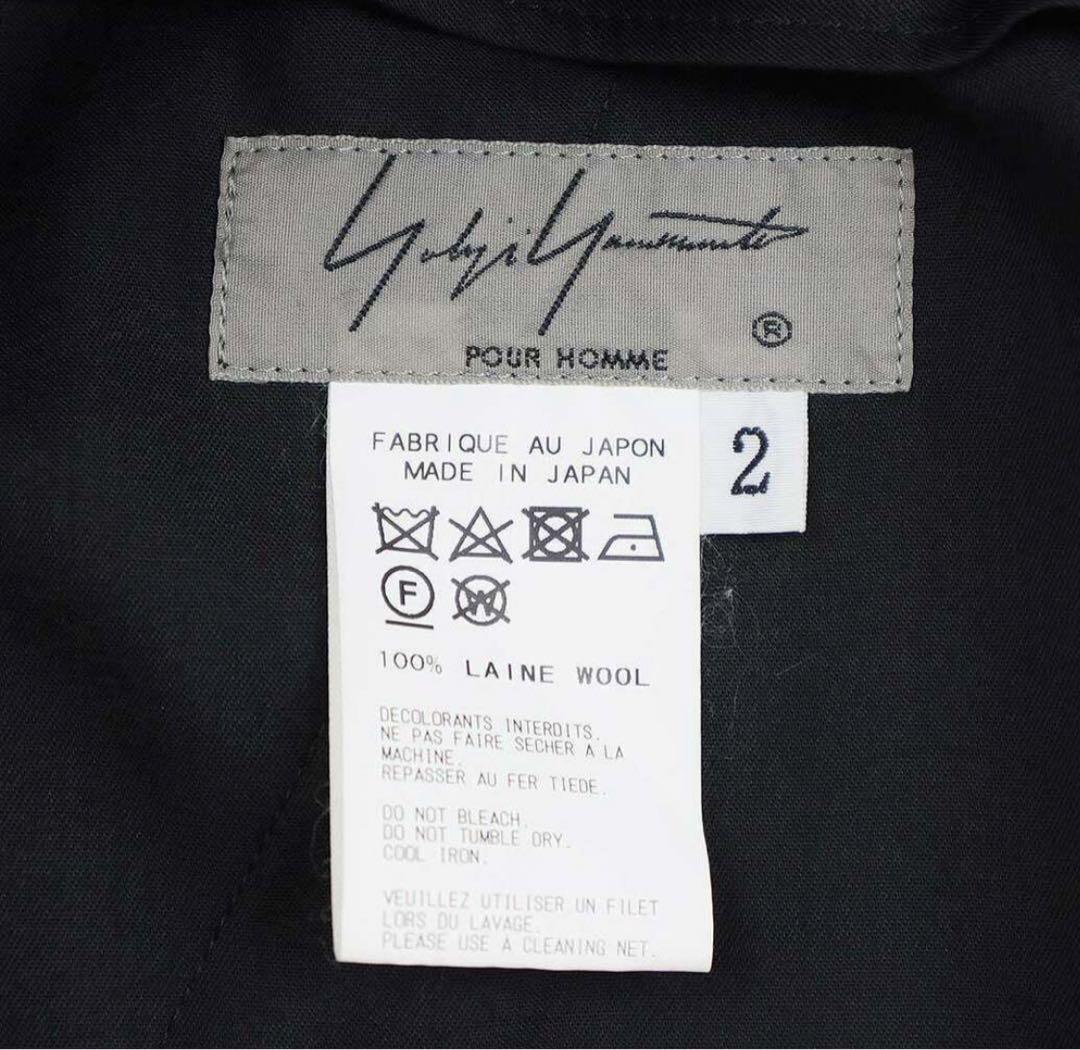 Yohji Yamamoto
®
POUR HOMME
FABRIQUE AU JAPON
MADE IN JAPAN
2
F
W
100% LAINE WOOL
DECOLORANTS INTERDITS.
NE PAS FAIRE SECHER A LA
MACHINE.
REPASSER AU FER TIEDE.
DO NOT BLEACH.
DO NOT TUMBLE DRY.
COOL IRON.
VEUILLEZ UTILISER UN FILET
LORS DU LAVAGE.
PLEASE USE A CLEANING NET.